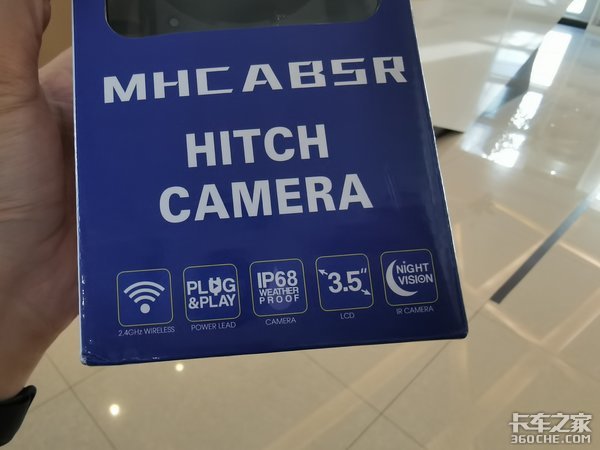 MHCABSR
HITCH
CAMERA
2.4GHz WIRELESS
PLUG
&PLAY
POWER LEAD
IP68
WEATHER
PROOF
CAMERA
3.5"
LCD
NIGHT
VISION
IR CAMERA
卡车之家
360CHE.COM